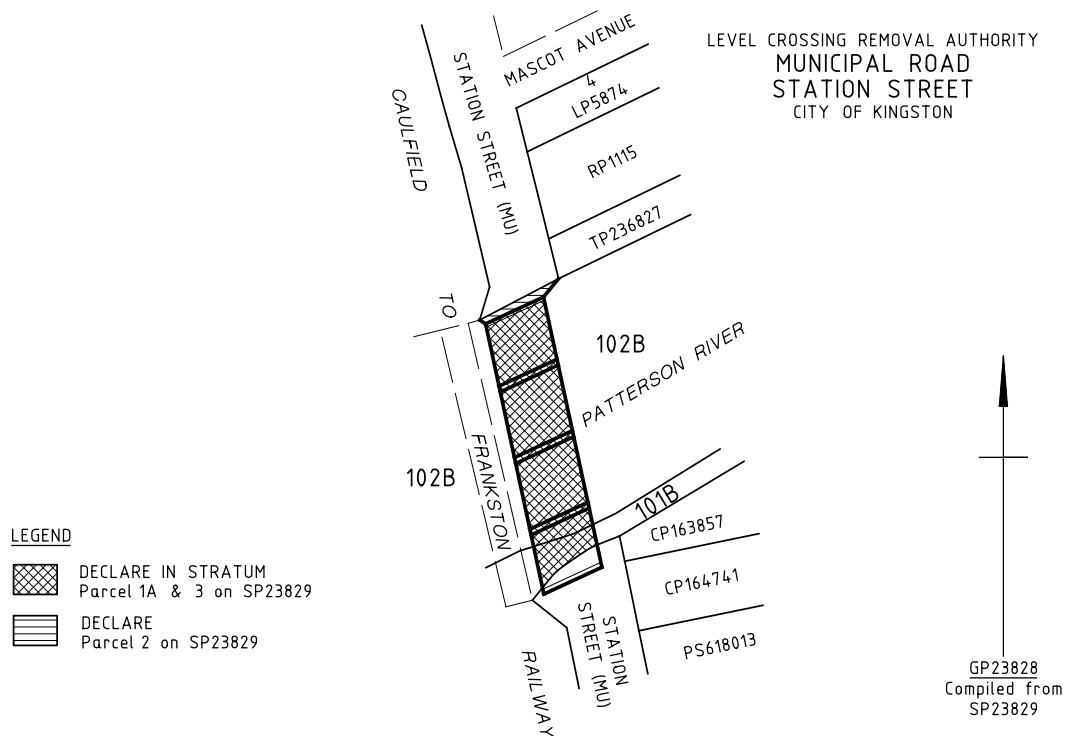 LEVEL CROSSING REMOVAL AUTHORITY
MUNICIPAL ROAD
STATION STREET
CITY OF KINGSTON
MASCOT AVENUE
STATION STREET (MU)
CAULFIELD
4
LP5874
RP1115
TP236827
TO
102B
PATTERSON RIVER
FRANKSTON
102B
101B
CP163857
CP164741
PS618013
STATION
STREET (MU)
RAILWAY
LEGEND
DECLARE IN STRATUM
Parcel 1A & 3 on SP23829
DECLARE
Parcel 2 on SP23829
GP23828
Compiled from
SP23829